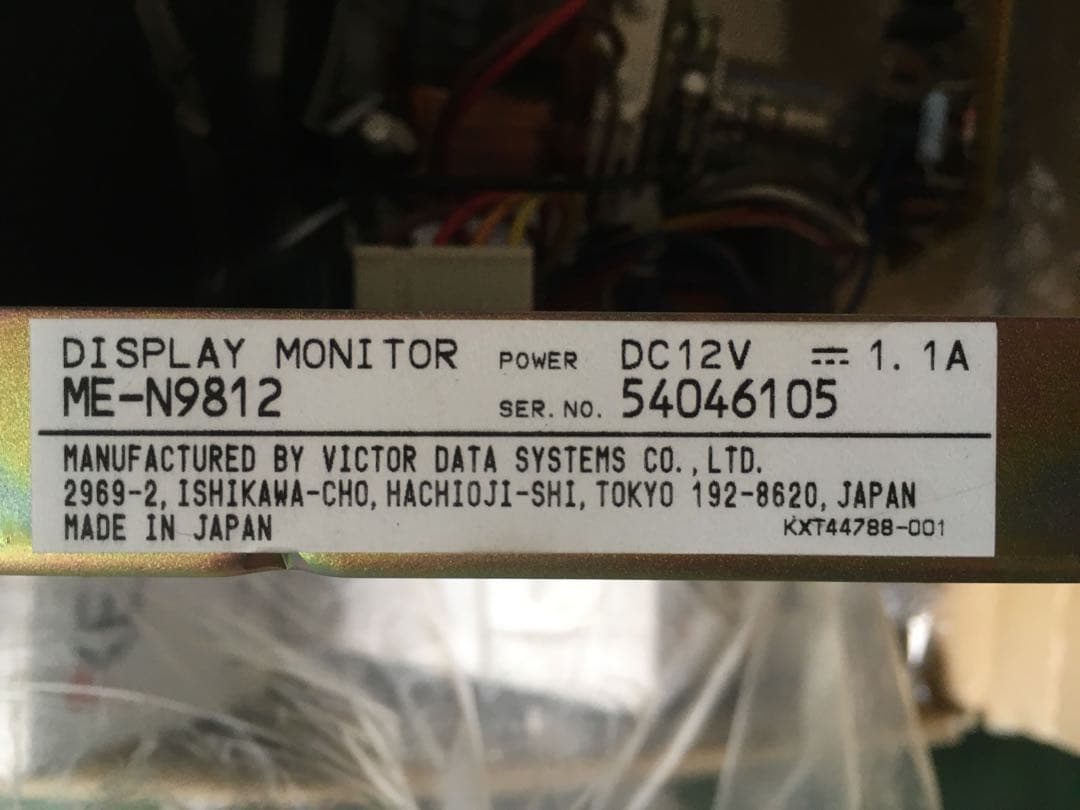 DISPLAY MONITOR POWER DC12V ⎓ 1.1A
ME-N9812 SER.NO. 54046105
MANUFACTURED BY VICTOR DATA SYSTEMS CO.,LTD.
2969-2,ISHIKAWA-CHO,HACHIOJI-SHI,TOKYO 192-8620,JAPAN
MADE IN JAPAN KXT44788-001